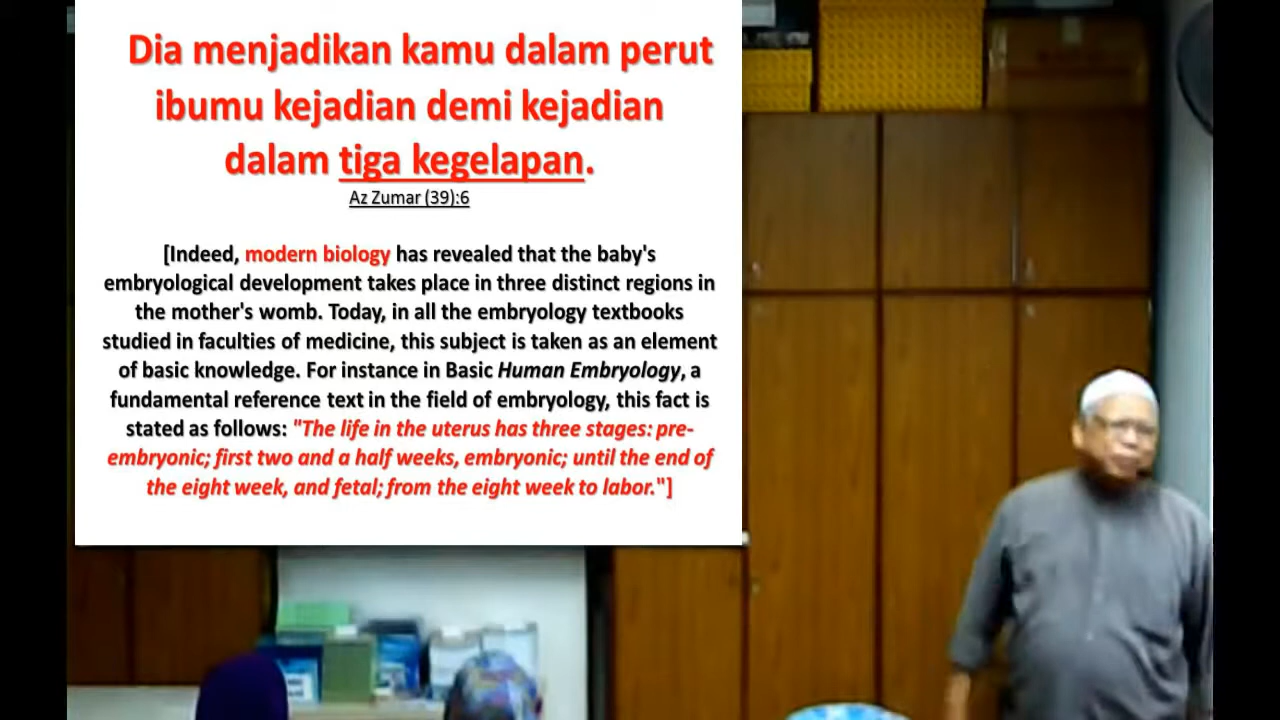 Dia menjadikan kamu dalam perut
ibumu kejadian demi kejadian
dalam tiga kegelapan.
Az Zumar (39):6
[Indeed, modern biology has revealed that the baby's
embryological development takes place in three distinct regions in
the mother's womb. Today, in all the embryology textbooks
studied in faculties of medicine, this subject is taken as an element
of basic knowledge. For instance in Basic Human Embryology, a
fundamental reference text in the field of embryology, this fact is
stated as follows: "The life in the uterus has three stages: pre-
embryonic; first two and a half weeks, embryonic; until the end of
the eight week, and fetal; from the eight week to labor."]